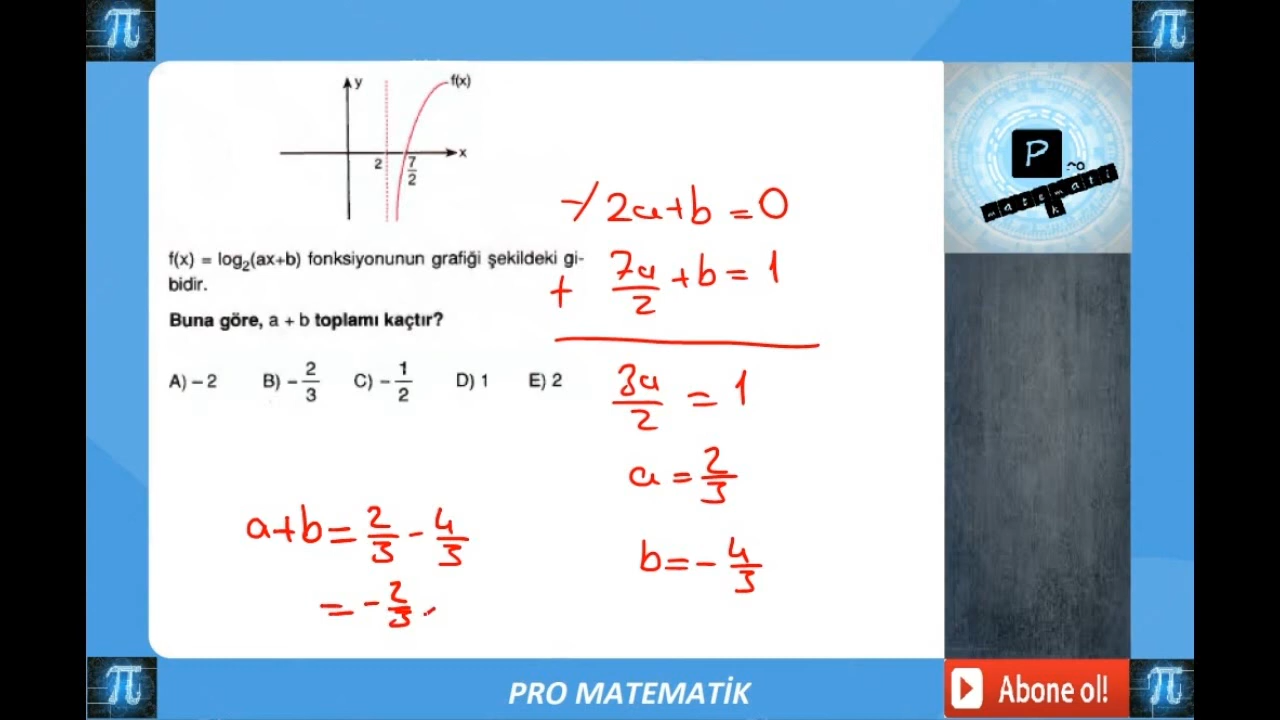 y
f(x)
x
2
7/2
f(x) = log₂(ax+b) fonksiyonunun grafiği şekildeki gi-
bidir.
Buna göre, a + b toplamı kaçtır?
A) – 2 B) – 2/3 C) – 1/2 D) 1 E) 2
-/ 2a+b = 0
+ 7a/2 + b = 1
3a/2 = 1
a = 2/3
b = - 4/3
a+b = 2/3 - 4/3
= - 2/3 .
P
matematik
PRO MATEMATİK
Abone ol!
π
π
π
π